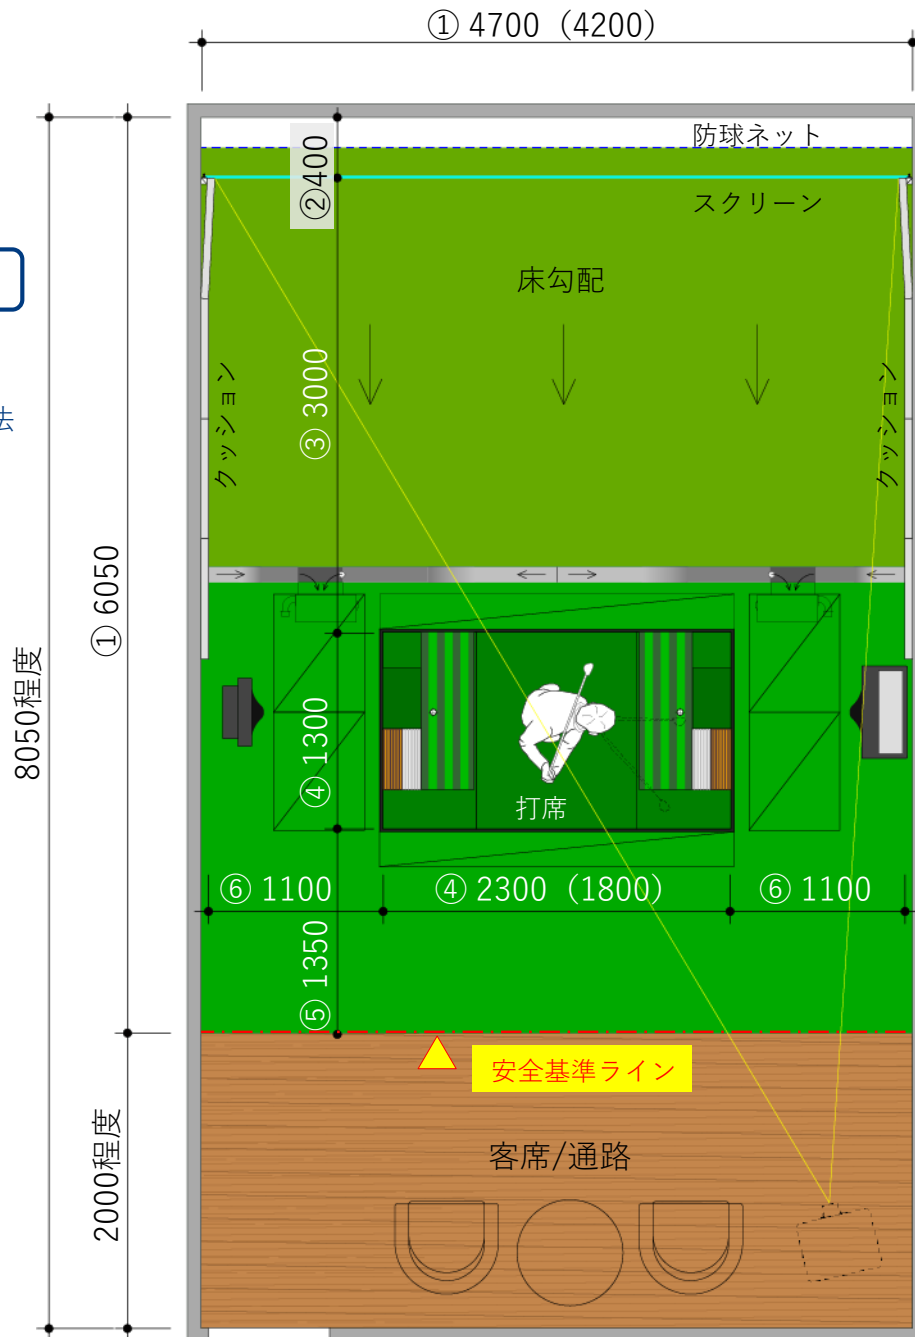 ① 4700（4200）
防球ネット
②400
スクリーン
床勾配
法
③ 3000
クッション
クッション
① 6050
8050程度
④ 1300
打席
⑥ 1100
④ 2300（1800）
⑥ 1100
⑤ 1350
安全基準ライン
2000程度
客席/通路